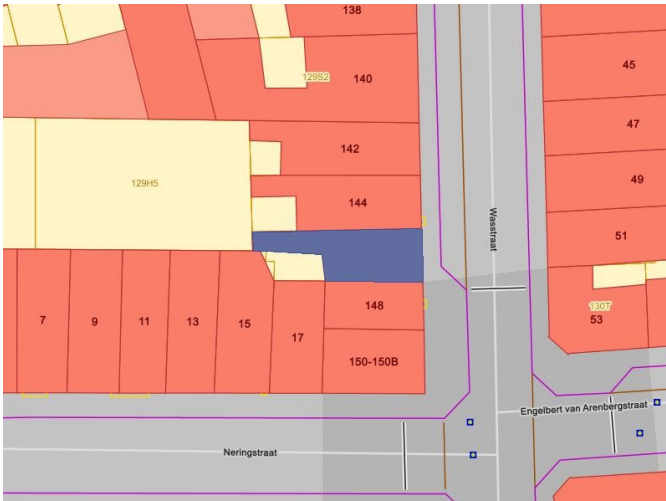 138
45
129S2
140
47
142
129H5
49
144
Wasstraat
51
130T
53
7
9
11
13
15
17
148
150-150B
Engelbert van Arenbergstraat
Neringstraat